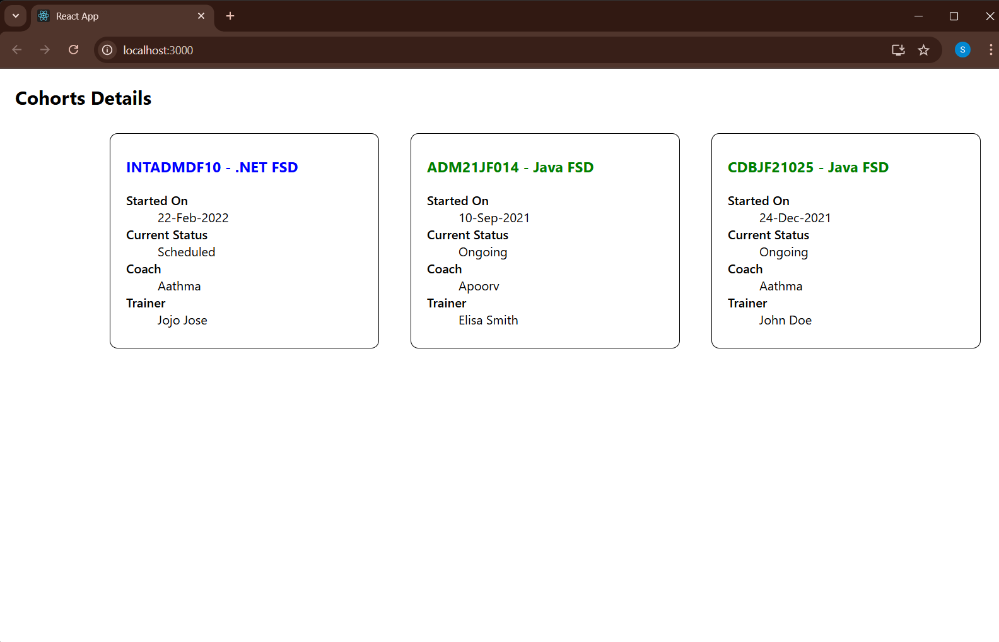 React App
localhost:3000
S
Cohorts Details
INTADMDF10 - .NET FSD
Started On
22-Feb-2022
Current Status
Scheduled
Coach
Aathma
Trainer
Jojo Jose
ADM21JF014 - Java FSD
Started On
10-Sep-2021
Current Status
Ongoing
Coach
Apoorv
Trainer
Elisa Smith
CDBJF21025 - Java FSD
Started On
24-Dec-2021
Current Status
Ongoing
Coach
Aathma
Trainer
John Doe